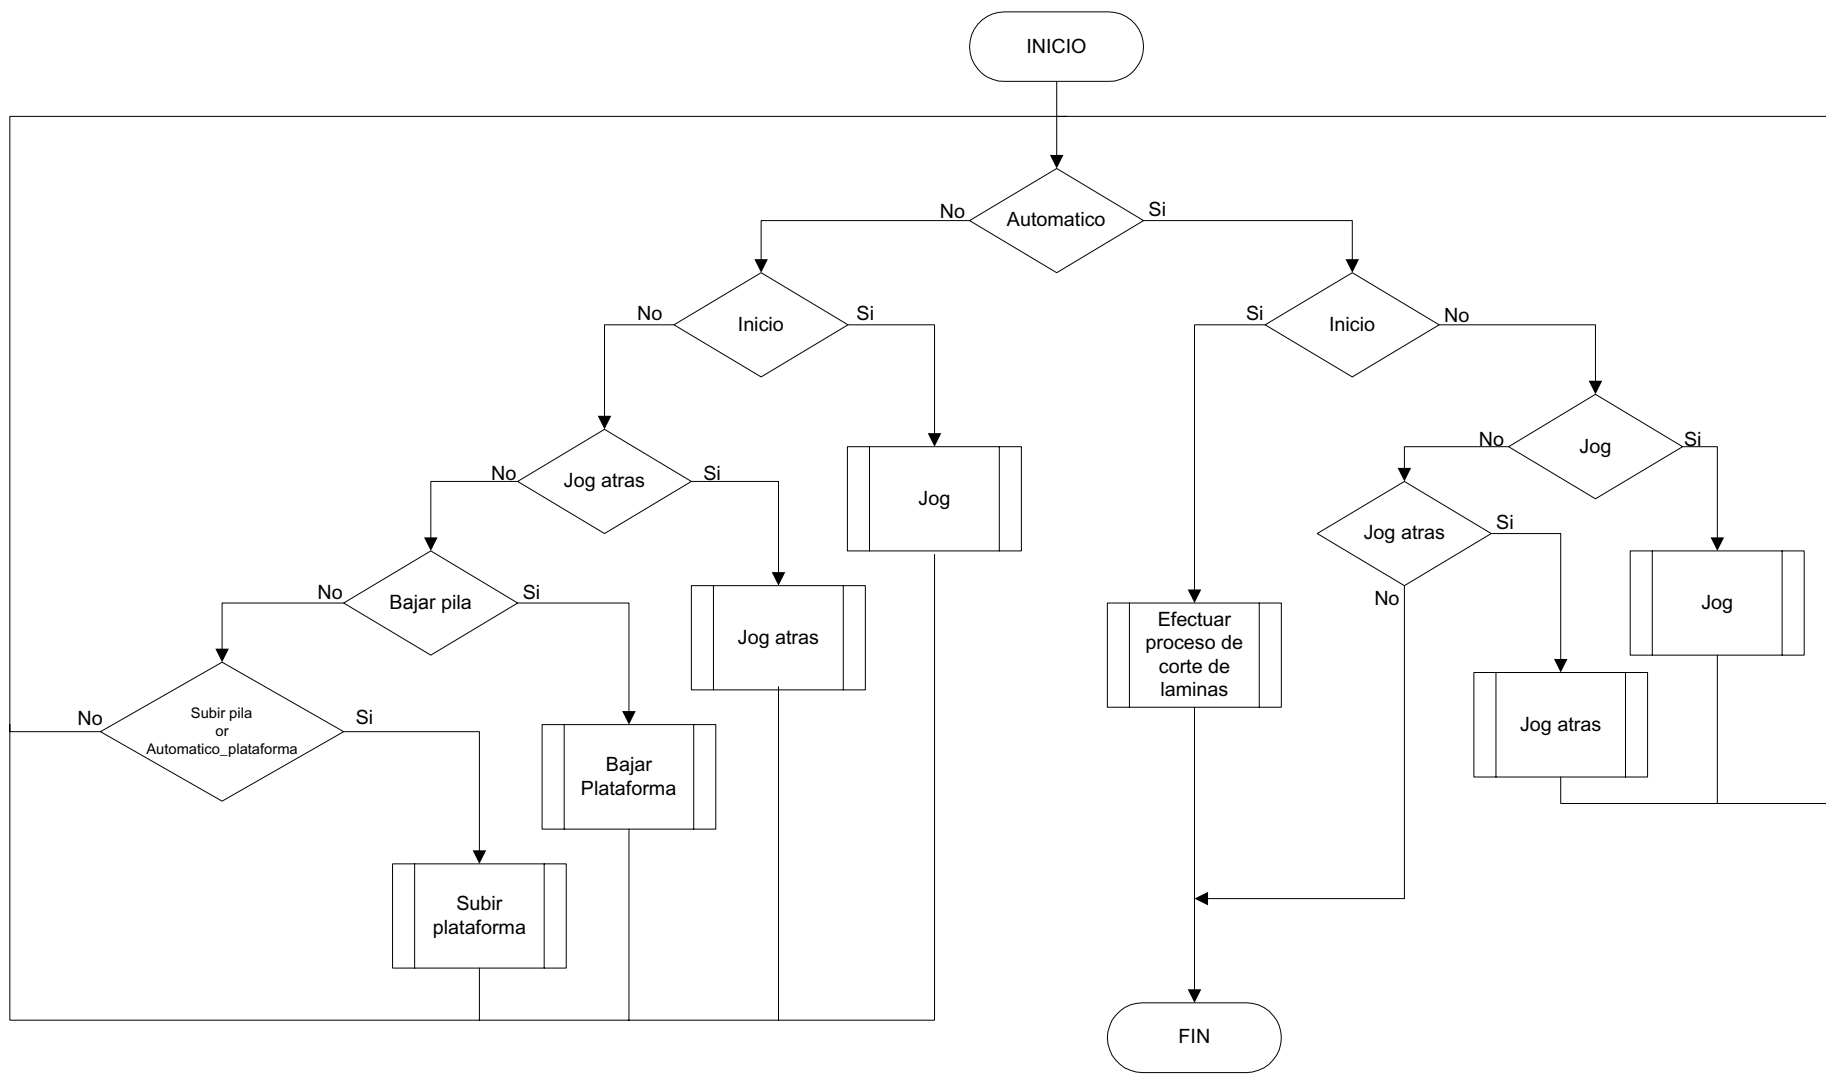 INICIO
No
Automatico
Si
No
Inicio
Si
Si
Inicio
No
No
Jog atras
Si
Jog
No
Jog
Si
No
Bajar pila
Si
Jog atras
Jog atras
Si
No
Jog
No
Subir pila
or
Automatico_plataforma
Si
Bajar
Plataforma
Efectuar
proceso de
corte de
laminas
Jog atras
Subir
plataforma
FIN